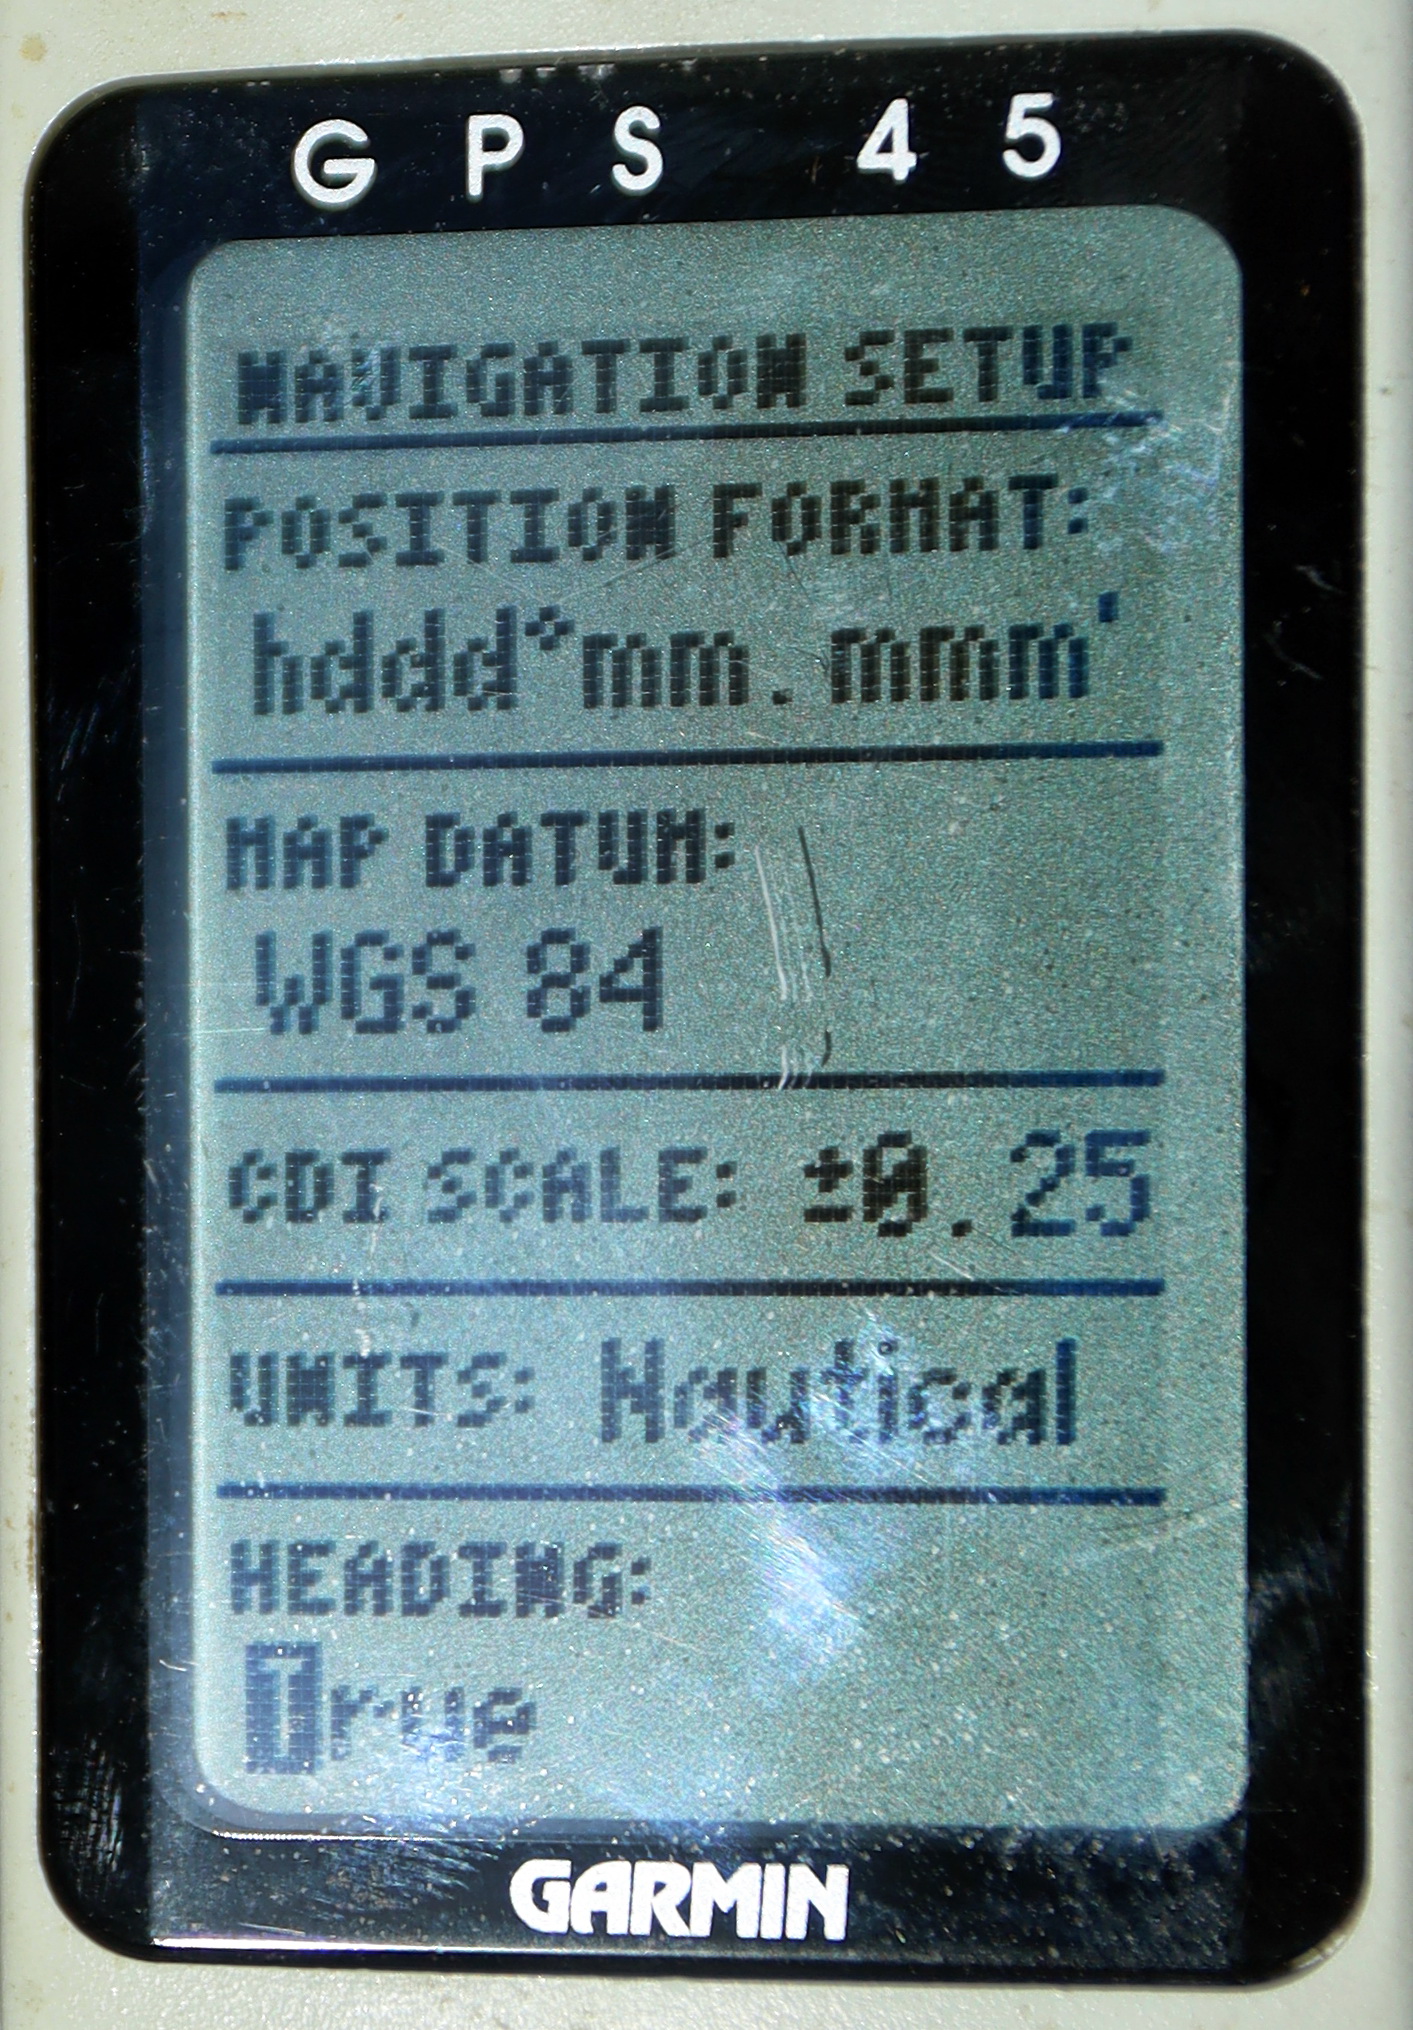 GPS 45
NAVIGATION SETUP
POSITION FORMAT:
hddd°mm.mmm'
MAP DATUM:
WGS 84
CDI SCALE: ±0.25
UNITS: Nautical
HEADING:
True
GARMIN